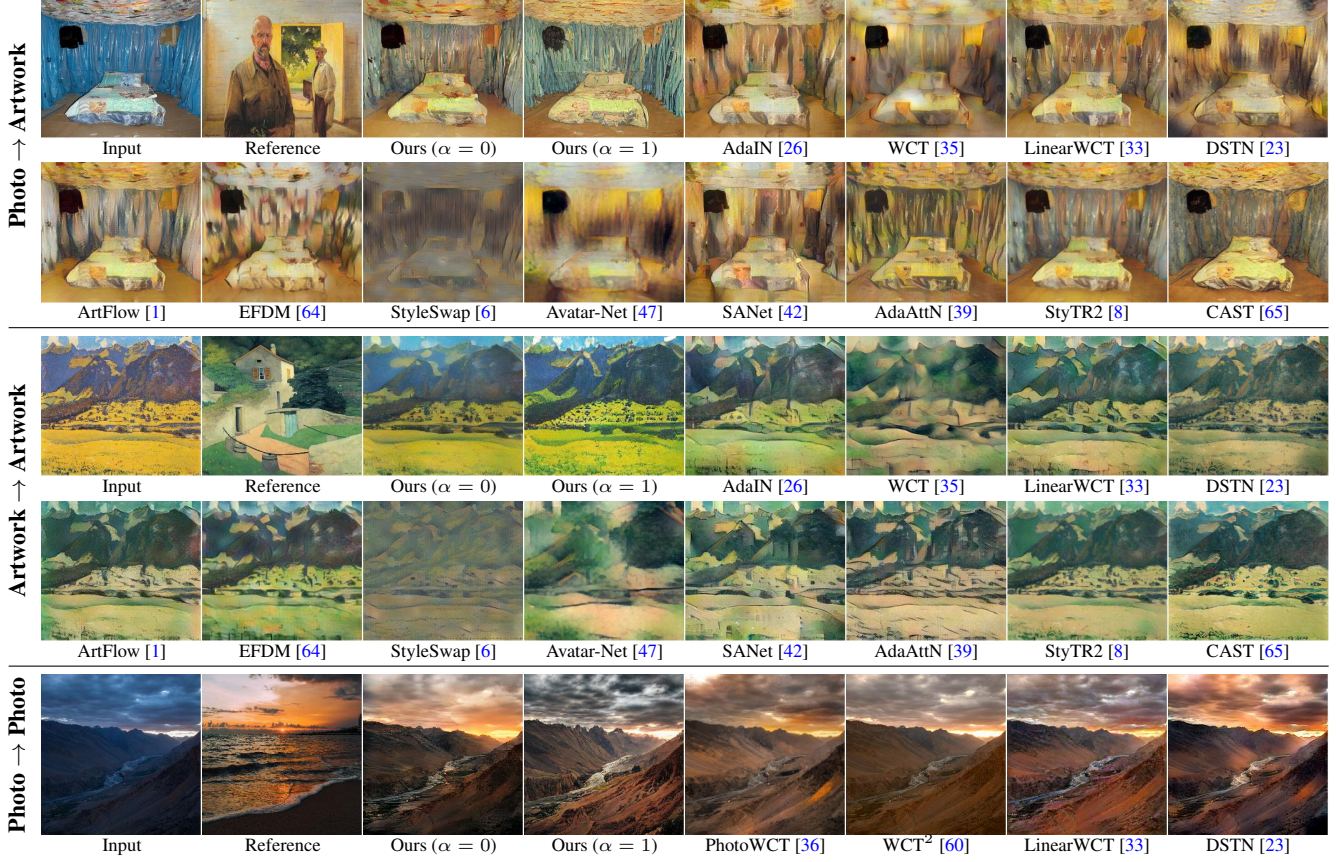 Photo → Artwork
Input Reference Ours (α = 0) Ours (α = 1) AdaIN [26] WCT [35] LinearWCT [33] DSTN [23]
ArtFlow [1] EFDM [64] StyleSwap [6] Avatar-Net [47] SANet [42] AdaAttN [39] StyTR2 [8] CAST [65]
Artwork → Artwork
Input Reference Ours (α = 0) Ours (α = 1) AdaIN [26] WCT [35] LinearWCT [33] DSTN [23]
ArtFlow [1] EFDM [64] StyleSwap [6] Avatar-Net [47] SANet [42] AdaAttN [39] StyTR2 [8] CAST [65]
Photo → Photo
Input Reference Ours (α = 0) Ours (α = 1) PhotoWCT [36] WCT² [60] LinearWCT [33] DSTN [23]